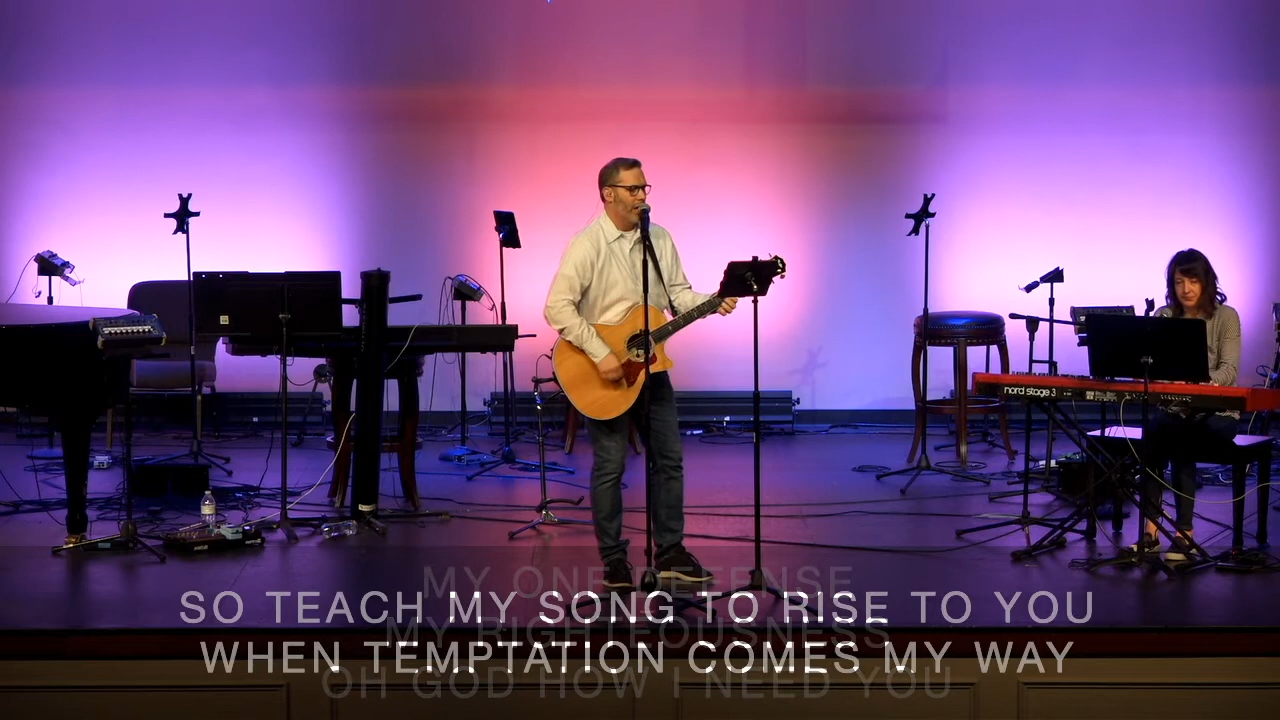 nord stage 3
MY ONE DEFENSE
SO TEACH MY SONG TO RISE TO YOU
MY RIGHTEOUSNESS
WHEN TEMPTATION COMES MY WAY
OH GOD HOW I NEED YOU